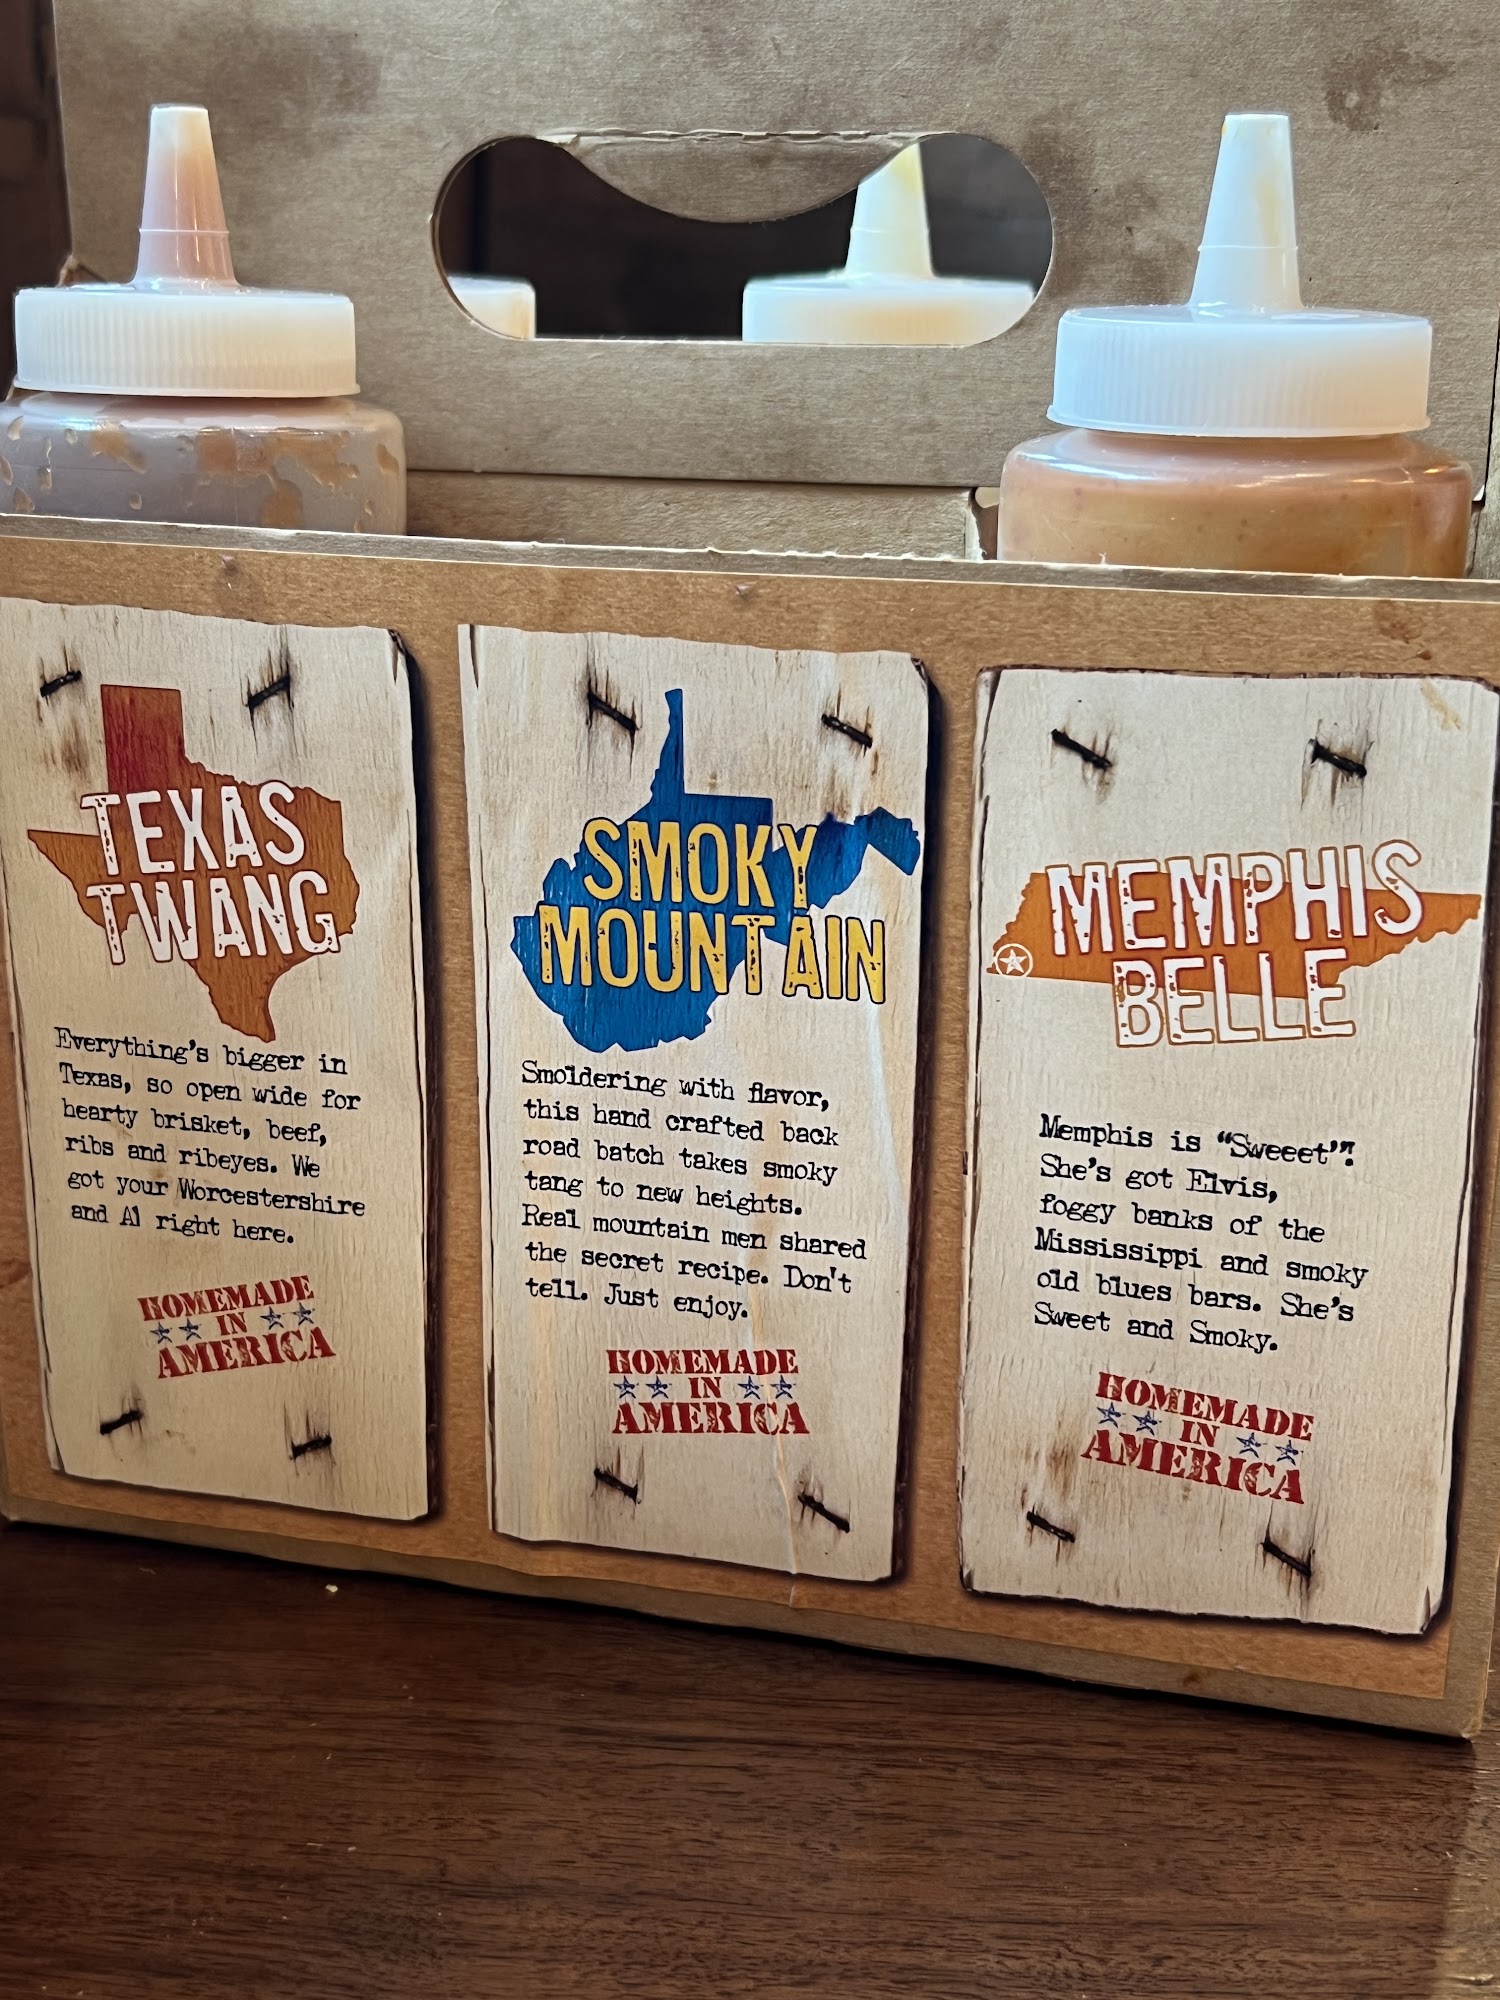 TEXAS
TWANG
Everything's bigger in
Texas, so open wide for
hearty brisket, beef,
ribs and ribeyes. We
got your Worcestershire
and A1 right here.
HOMEMADE
IN
AMERICA
SMOKY
MOUNTAIN
Smoldering with flavor,
this hand crafted back
road batch takes smoky
tang to new heights.
Real mountain men shared
the secret recipe. Don't
tell. Just enjoy.
HOMEMADE
IN
AMERICA
MEMPHIS
BELLE
Memphis is “Sweeet”!
She's got Elvis,
foggy banks of the
Mississippi and smoky
old blues bars. She's
Sweet and Smoky.
HOMEMADE
IN
AMERICA